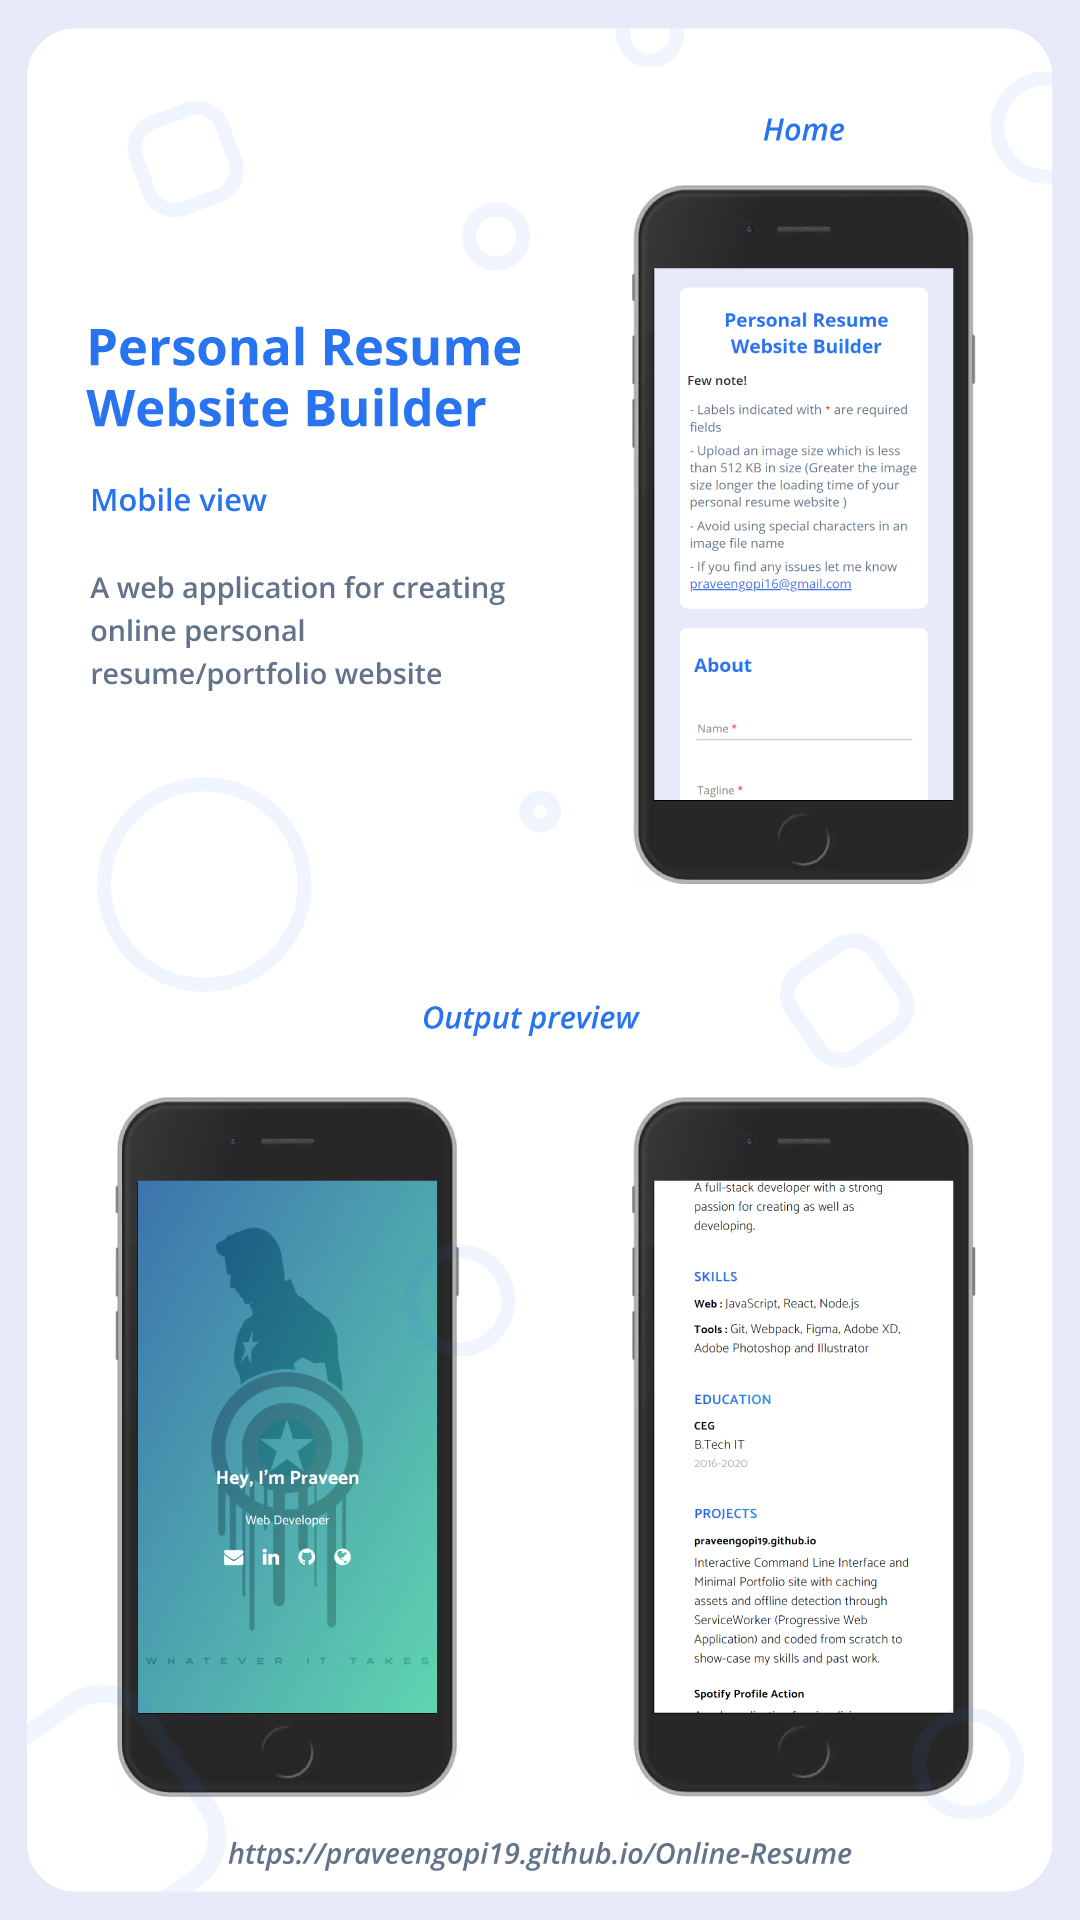 Home
Personal Resume
Website Builder
Mobile view
A web application for creating
online personal
resume/portfolio website
Personal Resume
Website Builder
Few note!
- Labels indicated with * are required
fields
- Upload an image size which is less
than 512 KB in size (Greater the image
size longer the loading time of your
personal resume website )
- Avoid using special characters in an
image file name
- If you find any issues let me know
praveengopi16@gmail.com
About
Name *
Tagline *
Output preview
Hey, I'm Praveen
Web Developer
WHATEVER IT TAKES
A full-stack developer with a strong
passion for creating as well as
developing.
SKILLS
Web : JavaScript, React, Node.js
Tools : Git, Webpack, Figma, Adobe XD,
Adobe Photoshop and Illustrator
EDUCATION
CEG
B.Tech IT
2016-2020
PROJECTS
praveengopi19.github.io
Interactive Command Line Interface and
Minimal Portfolio site with caching
assets and offline detection through
ServiceWorker (Progressive Web
Application) and coded from scratch to
show-case my skills and past work.
Spotify Profile Action
https://praveengopi19.github.io/Online-Resume